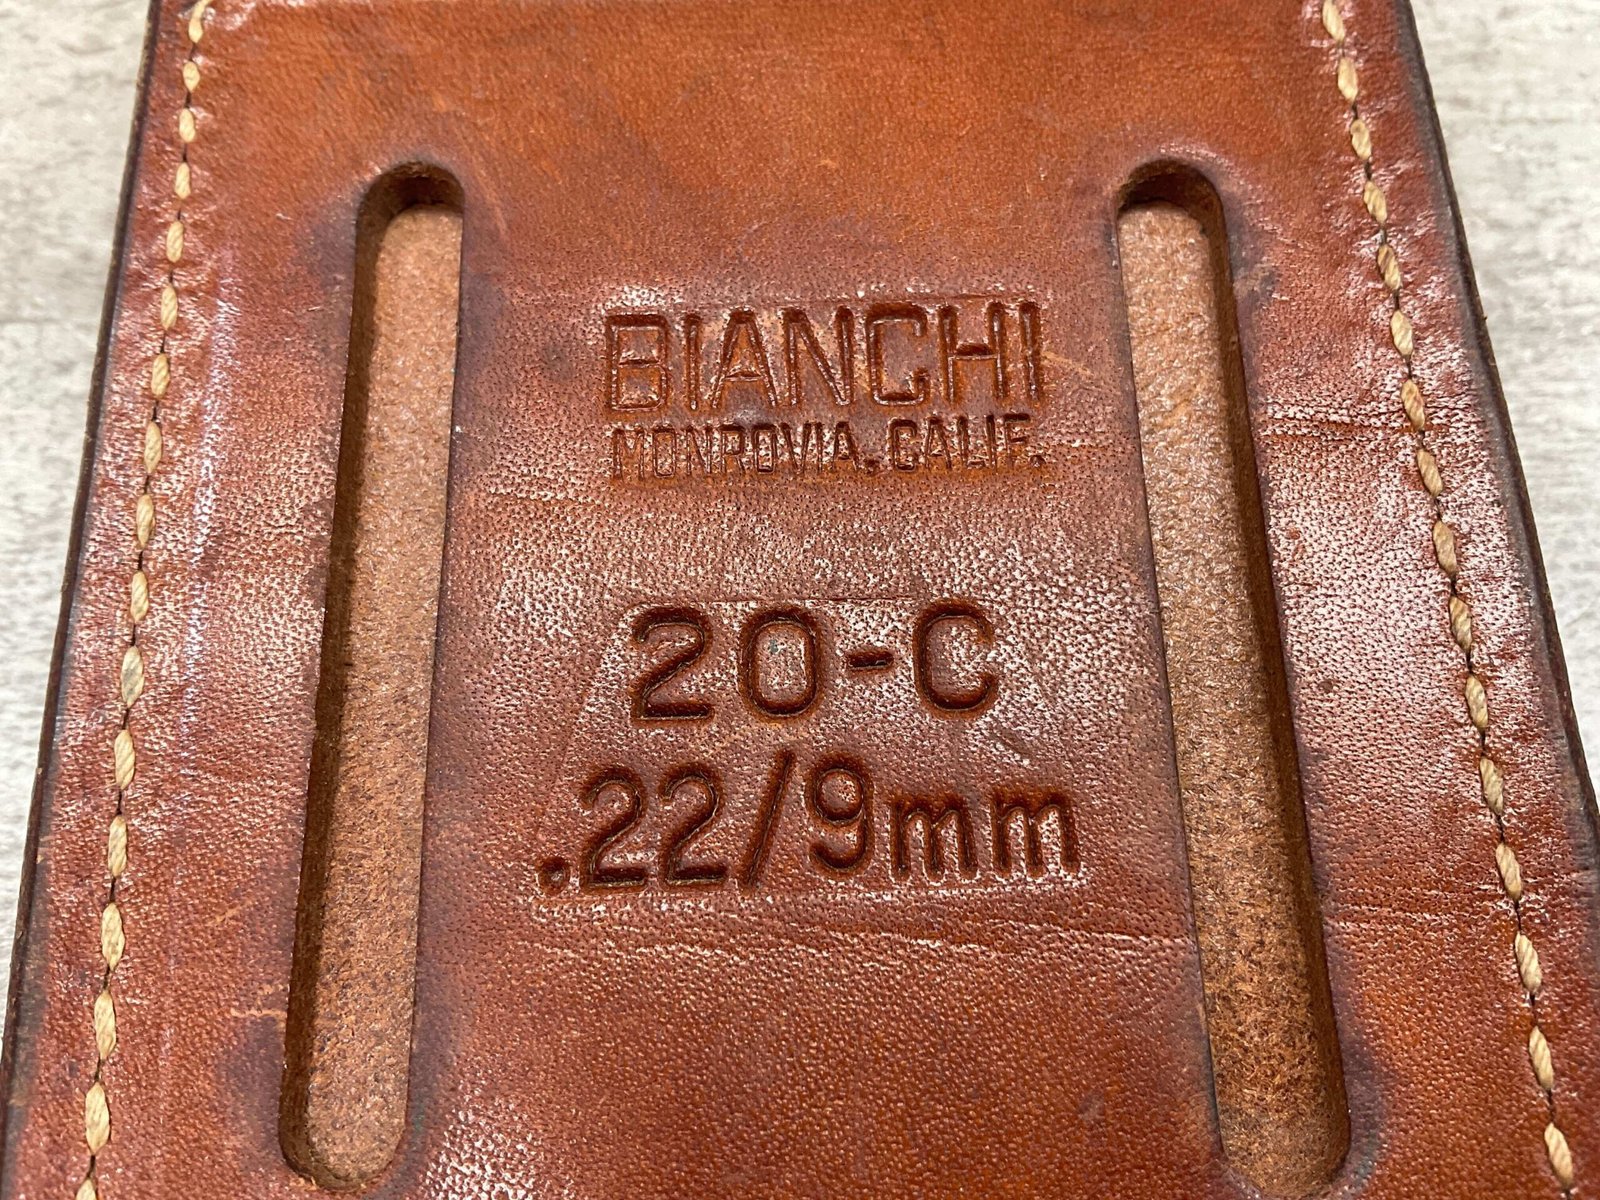 BIANCHI
MONROVIA, CALIF.
20-C
.22/9mm